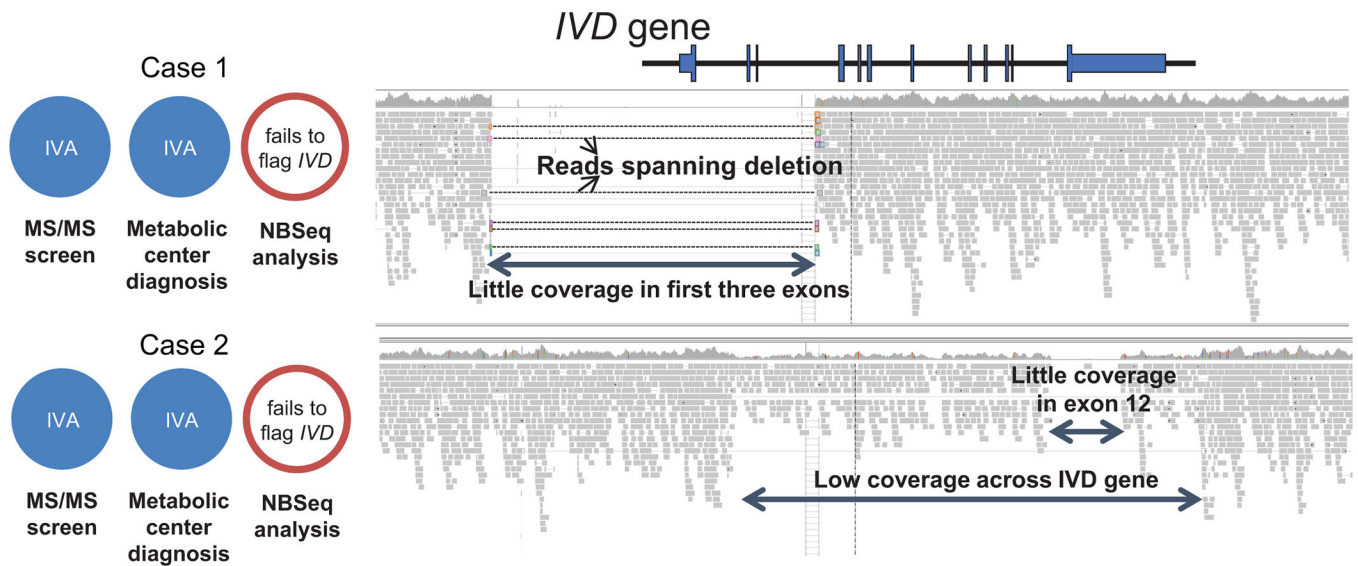 IVD gene
Case 1
IVA
IVA
fails to
flag IVD
MS/MS
screen
Metabolic
center
diagnosis
NBSeq
analysis
Reads spanning deletion
Little coverage in first three exons
Case 2
IVA
IVA
fails to
flag IVD
MS/MS
screen
Metabolic
center
diagnosis
NBSeq
analysis
Little coverage
in exon 12
Low coverage across IVD gene